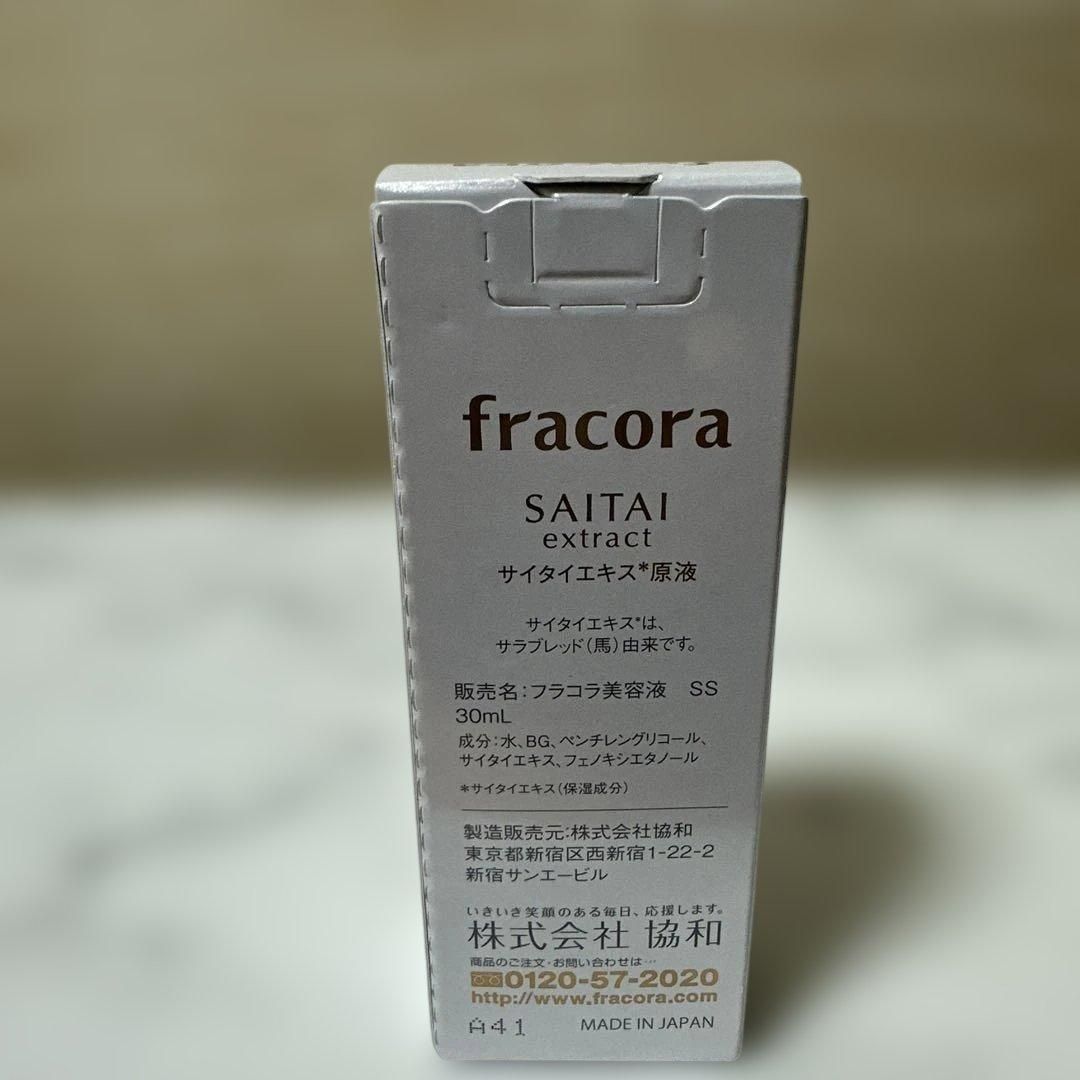 fracora
SAITAI
extract
サイタイエキス*原液
サイタイエキス*は、
サラブレッド(馬)由来です。
販売名:フラコラ美容液 SS
30mL
成分:水、BG、ペンチレングリコール、
サイタイエキス、フェノキシエタノール
*サイタイエキス(保湿成分)
製造販売元:株式会社協和
東京都新宿区西新宿1-22-2
新宿サンエービル
いきいき笑顔のある毎日、応援します。
株式会社 協和
商品のご注文・お問い合わせは…
0120-57-2020
http://www.fracora.com
A41 MADE IN JAPAN